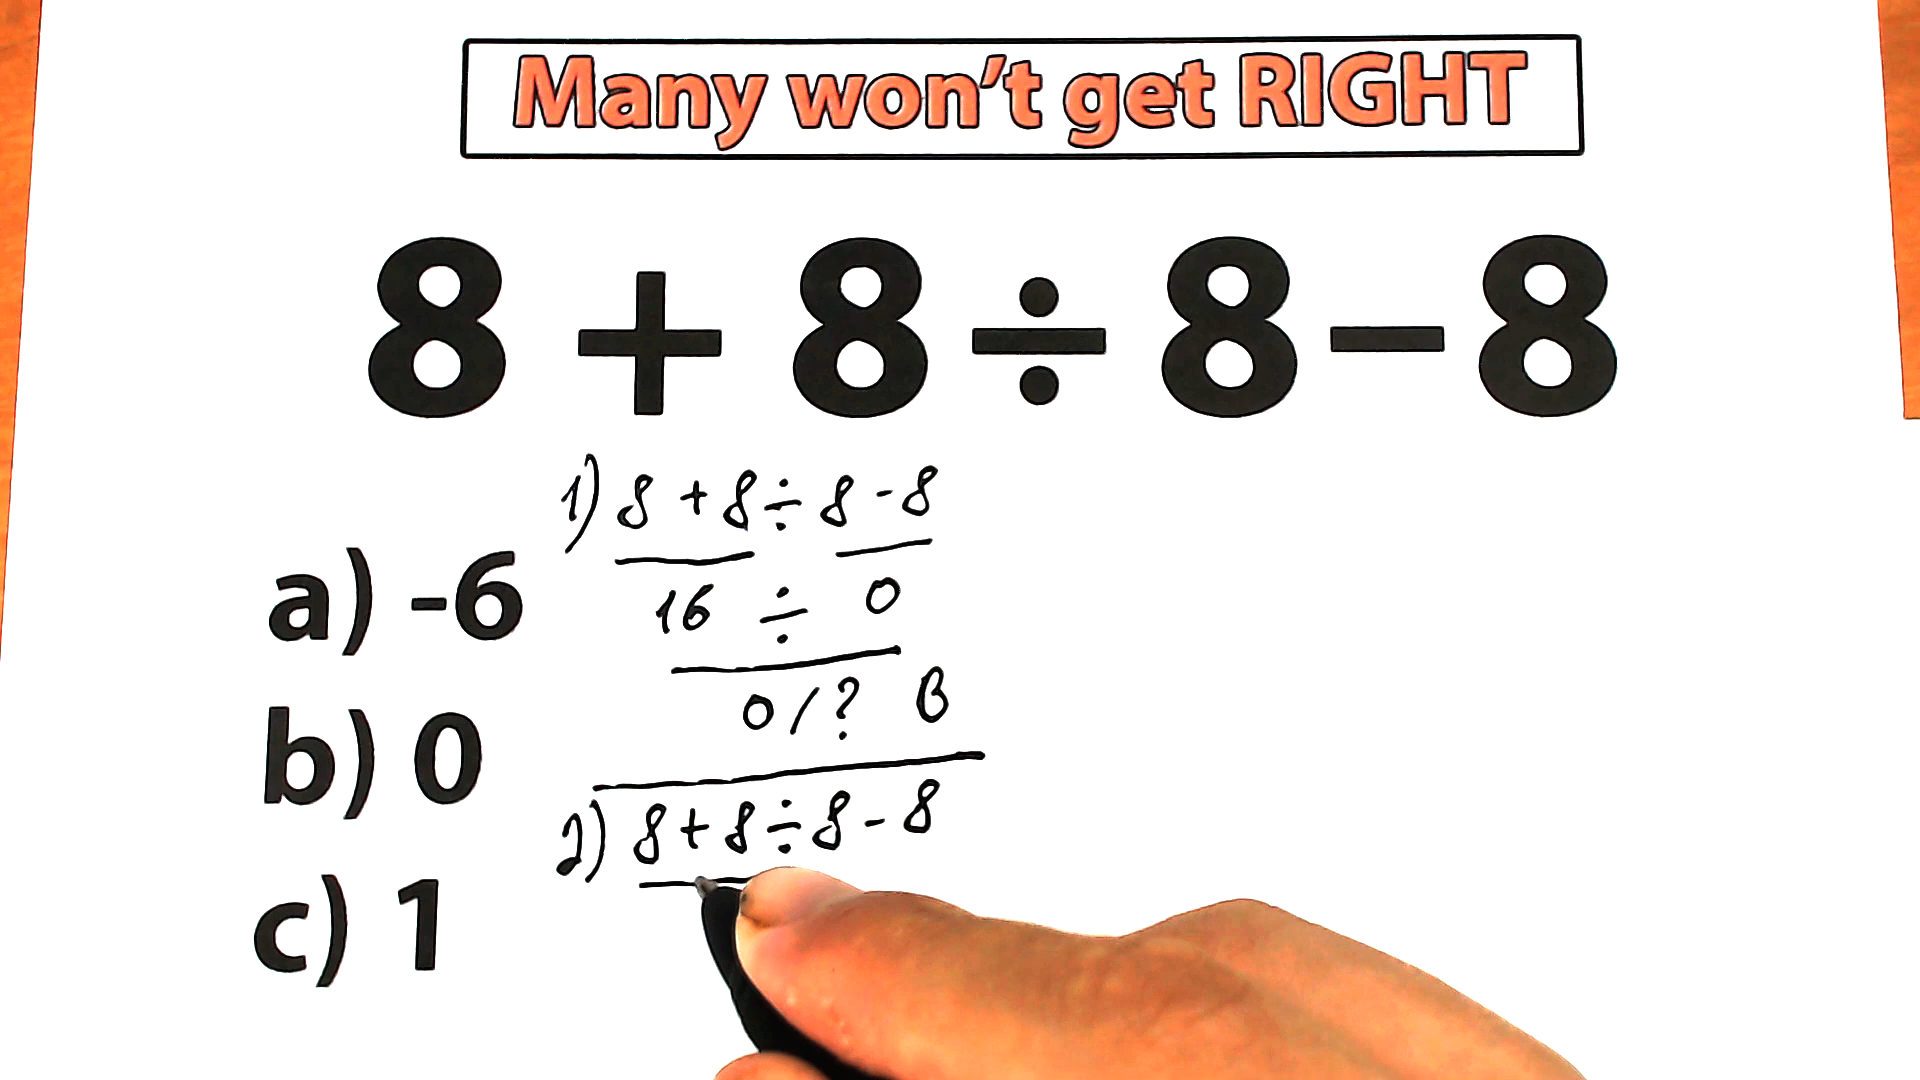 Many won't get RIGHT
8 + 8 ÷ 8 – 8
a) -6
b) 0
c) 1
1) 8 + 8 ÷ 8 - 8
16 ÷ 0
0 / ? B
2) 8 + 8 ÷ 8 - 8